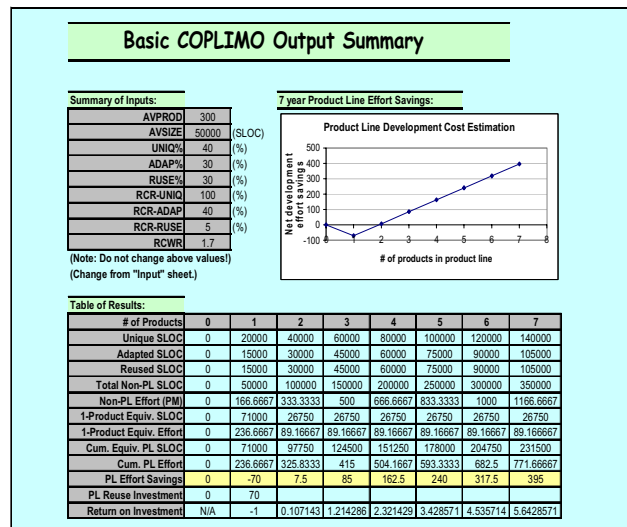 Basic COPLIMO Output Summary
Summary of Inputs:
AVPROD 300
AVSIZE 50000 (SLOC)
UNIQ% 40 (%)
ADAP% 30 (%)
RUSE% 30 (%)
RCR-UNIQ 100 (%)
RCR-ADAP 40 (%)
RCR-RUSE 5 (%)
RCWR 1.7
(Note: Do not change above values!)
(Change from "Input" sheet.)
7 year Product Line Effort Savings:
Product Line Development Cost Estimation
Net development
effort savings
500
400
300
200
100
0
-100
0 1 2 3 4 5 6 7 8
# of products in product line
Table of Results:
# of Products 0 1 2 3 4 5 6 7
Unique SLOC 0 20000 40000 60000 80000 100000 120000 140000
Adapted SLOC 0 15000 30000 45000 60000 75000 90000 105000
Reused SLOC 0 15000 30000 45000 60000 75000 90000 105000
Total Non-PL SLOC 0 50000 100000 150000 200000 250000 300000 350000
Non-PL Effort (PM) 0 166.6667 333.3333 500 666.6667 833.3333 1000 1166.6667
1-Product Equiv. SLOC 0 71000 26750 26750 26750 26750 26750 26750
1-Product Equiv. Effort 0 236.6667 89.16667 89.16667 89.16667 89.16667 89.16667 89.166667
Cum. Equiv. PL SLOC 0 71000 97750 124500 151250 178000 204750 231500
Cum. PL Effort 0 236.6667 325.8333 415 504.1667 593.3333 682.5 771.66667
PL Effort Savings 0 -70 7.5 85 162.5 240 317.5 395
PL Reuse Investment 0 70
Return on Investment N/A -1 0.107143 1.214286 2.321429 3.428571 4.535714 5.6428571